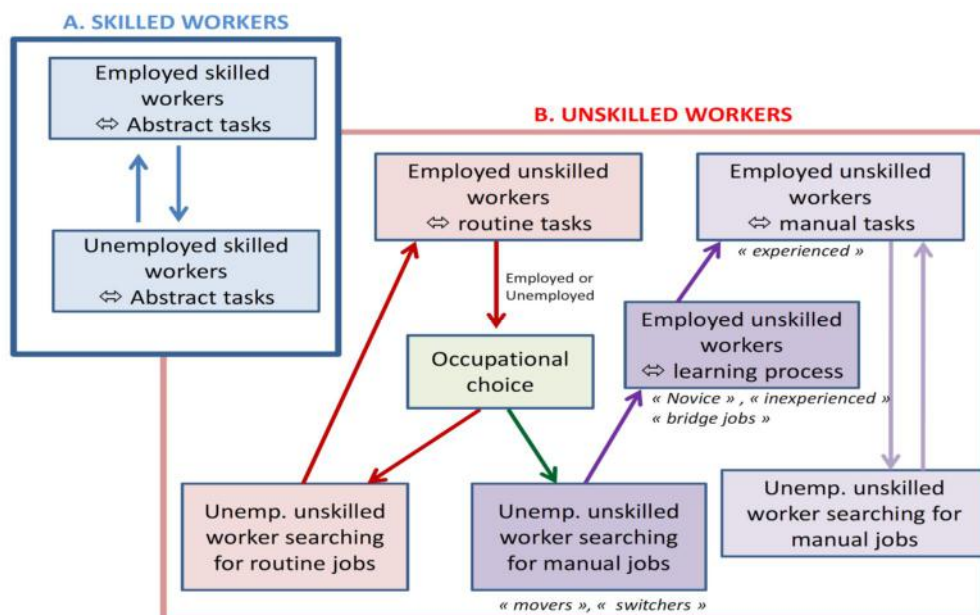 A. SKILLED WORKERS
Employed skilled
workers
⇔ Abstract tasks
Unemployed skilled
workers
⇔ Abstract tasks
B. UNSKILLED WORKERS
Employed unskilled
workers
⇔ routine tasks
Employed or
Unemployed
Occupational
choice
Unemp. unskilled
worker searching
for routine jobs
Unemp. unskilled
worker searching
for manual jobs
« movers », « switchers »
Employed unskilled
workers
⇔ learning process
« Novice » , « inexperienced »
« bridge jobs »
Employed unskilled
workers
⇔ manual tasks
« experienced »
Unemp. unskilled
worker searching for
manual jobs